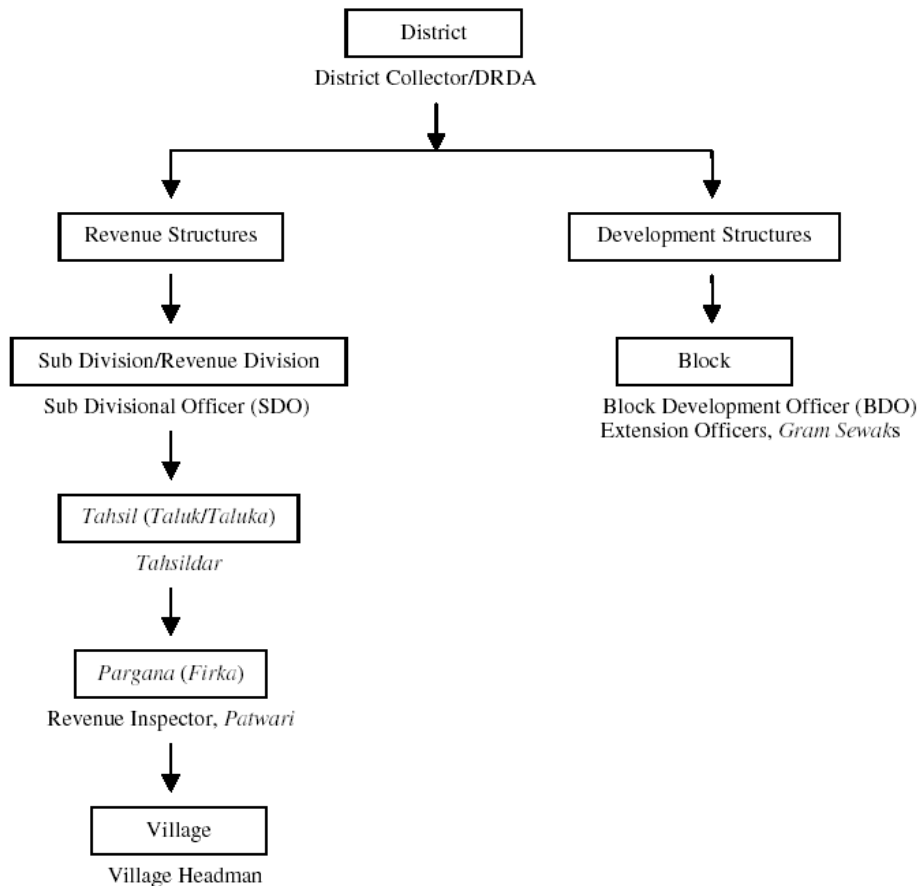 District
District Collector/DRDA
Revenue Structures
Development Structures
Sub Division/Revenue Division
Block
Sub Divisional Officer (SDO)
Block Development Officer (BDO)
Extension Officers, Gram Sewaks
Tahsil (Taluk/Taluka)
Tahsildar
Pargana (Firka)
Revenue Inspector, Patwari
Village
Village Headman